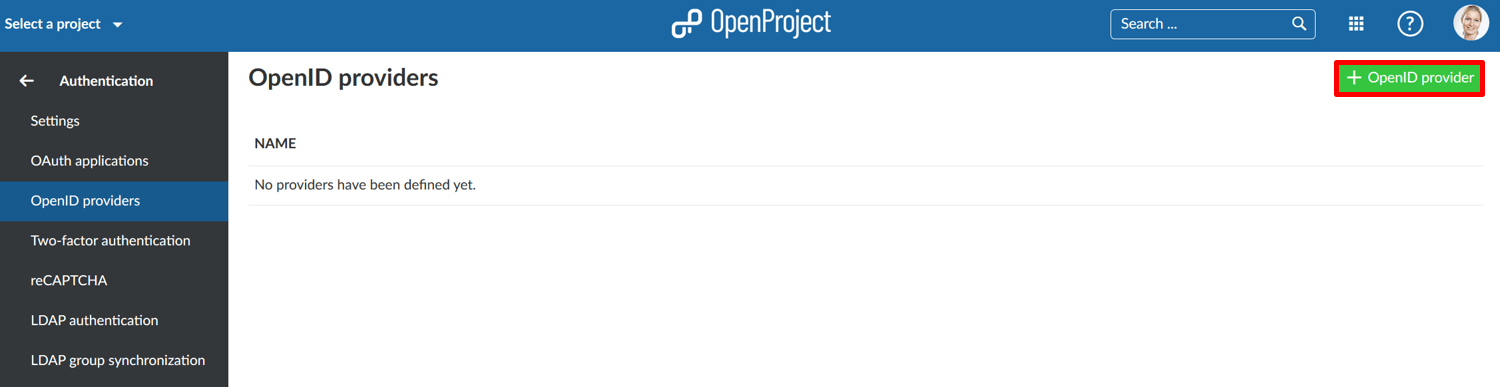 Select a project
OpenProject
Search ...
?
Authentication
Settings
OAuth applications
OpenID providers
Two-factor authentication
reCAPTCHA
LDAP authentication
LDAP group synchronization
OpenID providers
+ OpenID provider
NAME
No providers have been defined yet.